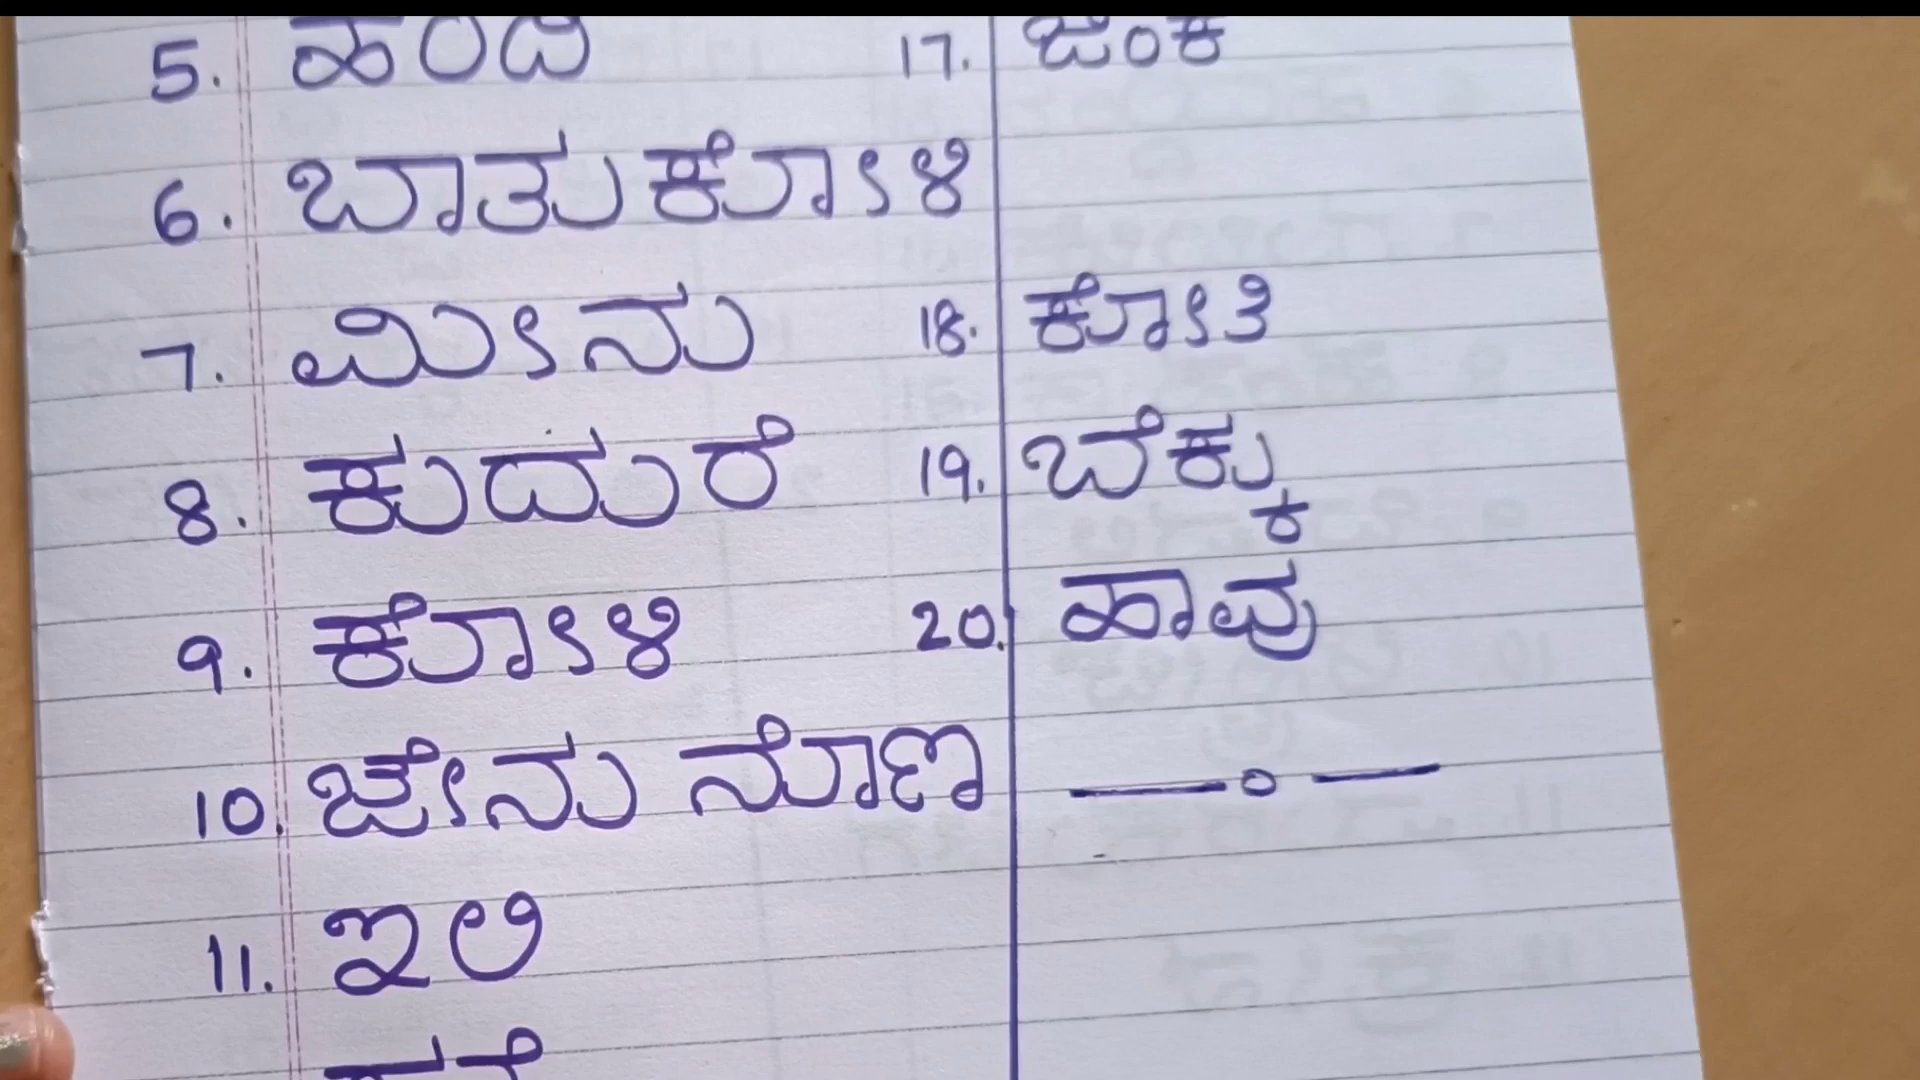 5. ಹಂದಿ
6. ಬಾತುಕೋಳಿ
7. ಮೀನು
8. ಕುದುರೆ
9. ಕೋಳಿ
10. ಜೇನು ನೊಣ
11. ಇಲಿ
17. ಜಿಂಕೆ
18. ಕೋತಿ
19. ಬೆಕ್ಕು
20. ಹಾವು